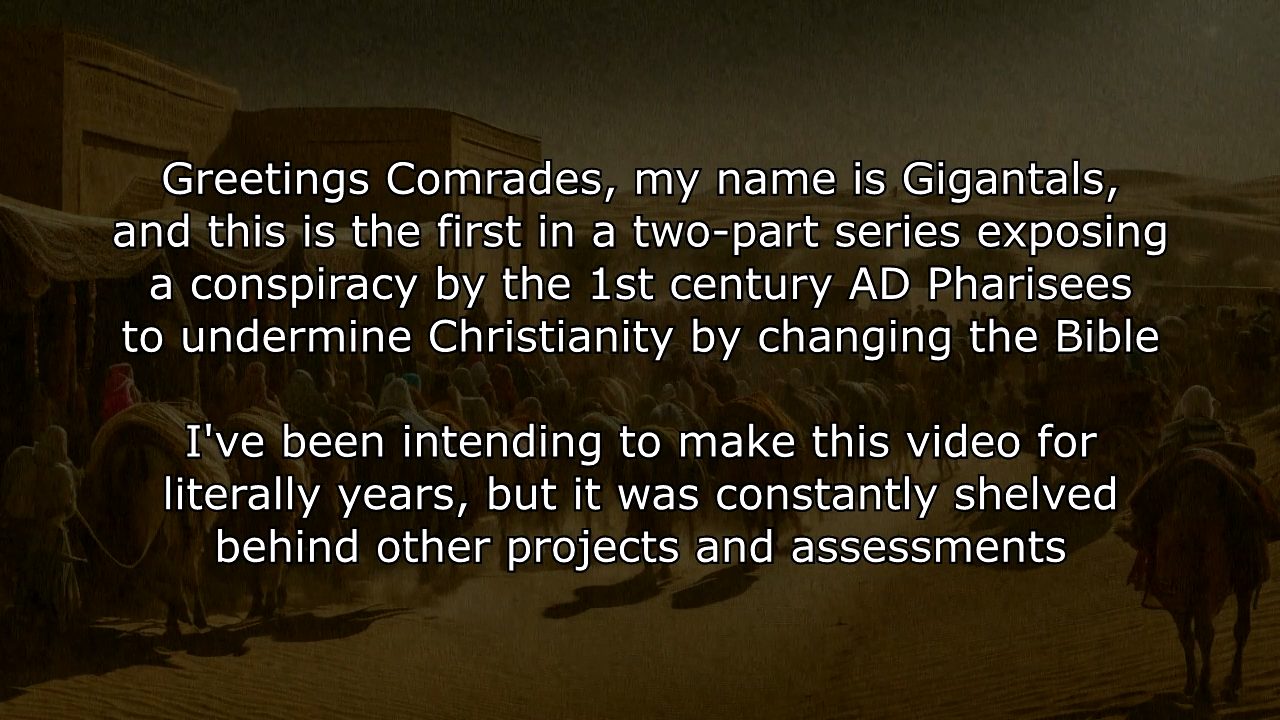 Greetings Comrades, my name is Gigantals,
and this is the first in a two-part series exposing
a conspiracy by the 1st century AD Pharisees
to undermine Christianity by changing the Bible
I've been intending to make this video for
literally years, but it was constantly shelved
behind other projects and assessments